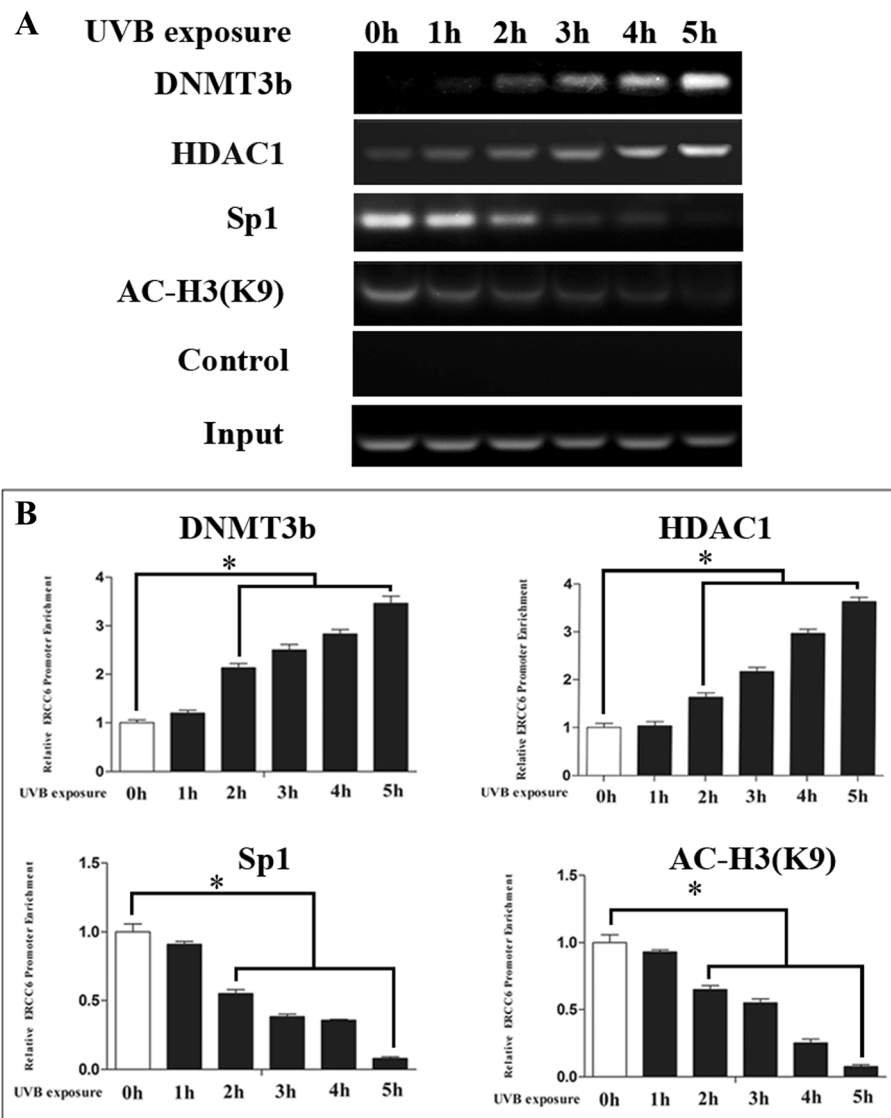 A
UVB exposure 0h 1h 2h 3h 4h 5h
DNMT3b
HDAC1
Sp1
AC-H3(K9)
Control
Input
B
DNMT3b
*
Relative ERCC6 Promoter Enrichment
4
3
2
1
0
UVB exposure 0h 1h 2h 3h 4h 5h
HDAC1
*
Relative ERCC6 Promoter Enrichment
4
3
2
1
0
UVB exposure 0h 1h 2h 3h 4h 5h
Sp1
*
Relative ERCC6 Promoter Enrichment
1.5
1.0
0.5
0.0
UVB exposure 0h 1h 2h 3h 4h 5h
AC-H3(K9)
*
Relative ERCC6 Promoter Enrichment
1.5
1.0
0.5
0.0
UVB exposure 0h 1h 2h 3h 4h 5h